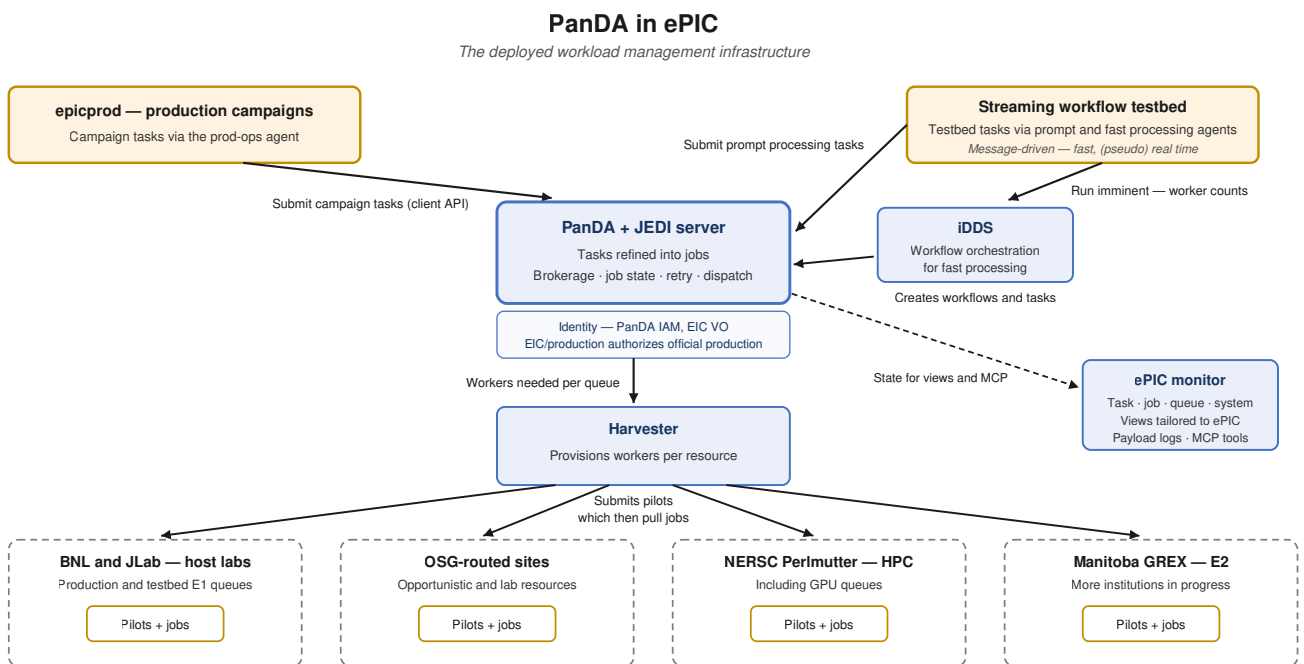 PanDA in ePIC
The deployed workload management infrastructure
epicprod — production campaigns
Campaign tasks via the prod-ops agent
Streaming workflow testbed
Testbed tasks via prompt and fast processing agents
Message-driven — fast, (pseudo) real time
Submit prompt processing tasks
Submit campaign tasks (client API)
Run imminent — worker counts
PanDA + JEDI server
Tasks refined into jobs
Brokerage · job state · retry · dispatch
iDDS
Workflow orchestration
for fast processing
Creates workflows and tasks
Identity — PanDA IAM, EIC VO
EIC/production authorizes official production
Workers needed per queue
State for views and MCP
ePIC monitor
Task · job · queue · system
Views tailored to ePIC
Payload logs · MCP tools
Harvester
Provisions workers per resource
Submits pilots
which then pull jobs
BNL and JLab — host labs
Production and testbed E1 queues
Pilots + jobs
OSG-routed sites
Opportunistic and lab resources
Pilots + jobs
NERSC Perlmutter — HPC
Including GPU queues
Pilots + jobs
Manitoba GREX — E2
More institutions in progress
Pilots + jobs